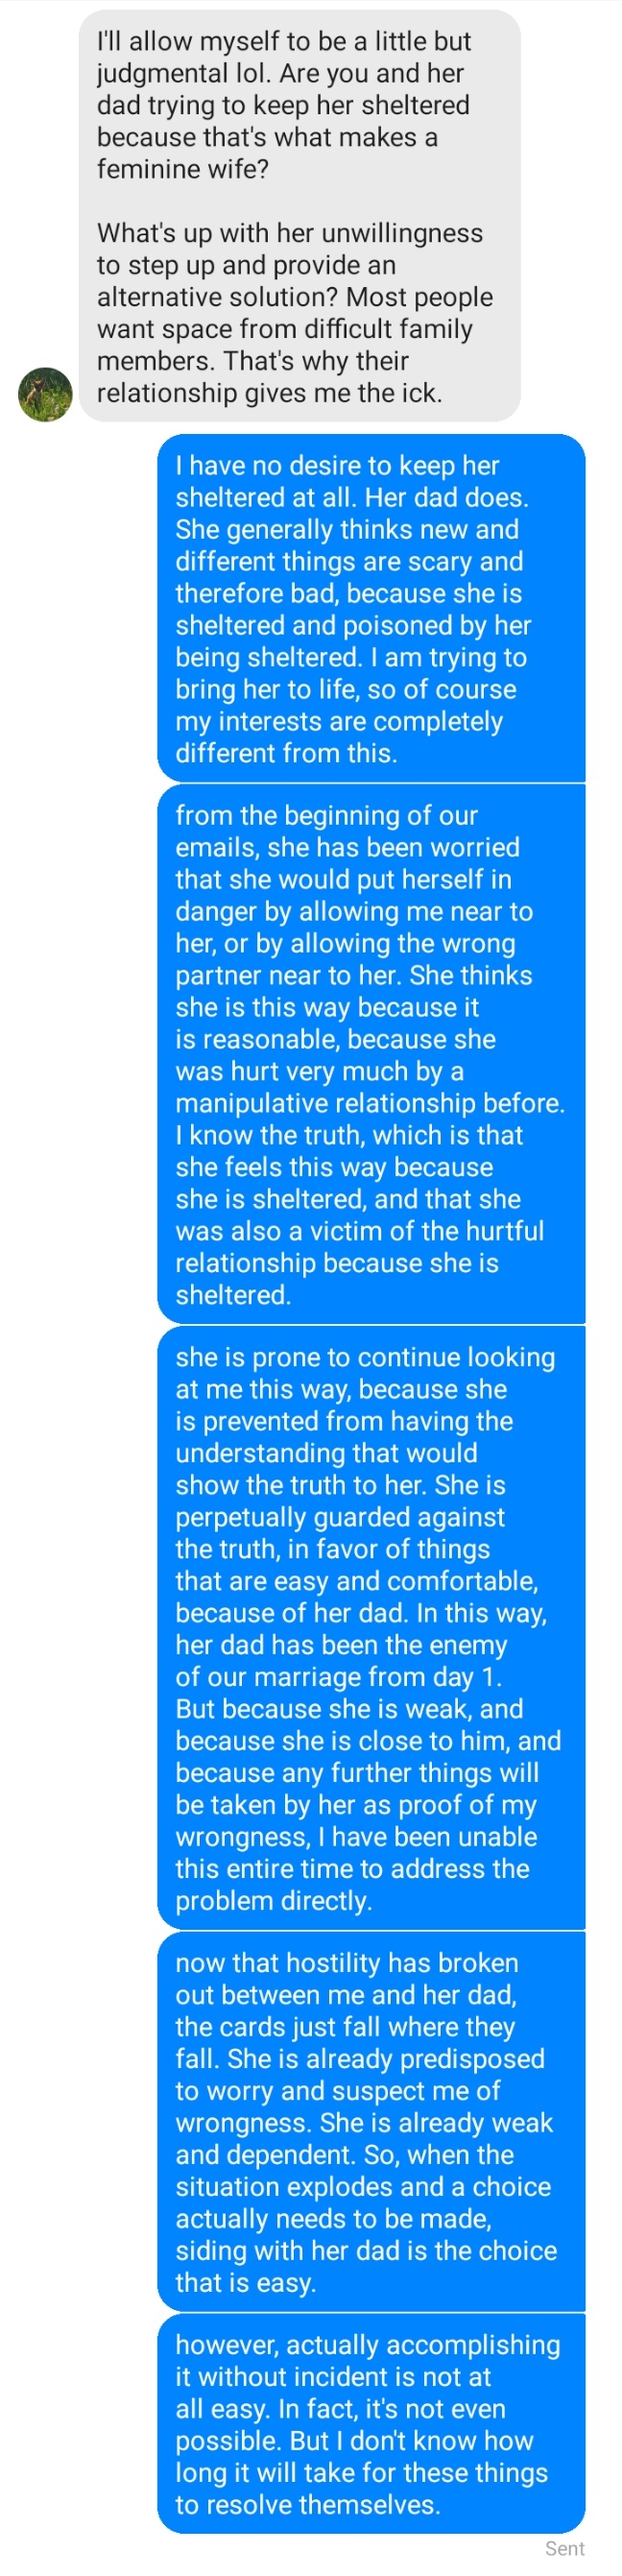 I'll allow myself to be a little but
judgmental lol. Are you and her
dad trying to keep her sheltered
because that's what makes a
feminine wife?
What's up with her unwillingness
to step up and provide an
alternative solution? Most people
want space from difficult family
members. That's why their
relationship gives me the ick.
I have no desire to keep her
sheltered at all. Her dad does.
She generally thinks new and
different things are scary and
therefore bad, because she is
sheltered and poisoned by her
being sheltered. I am trying to
bring her to life, so of course
my interests are completely
different from this.
from the beginning of our
emails, she has been worried
that she would put herself in
danger by allowing me near to
her, or by allowing the wrong
partner near to her. She thinks
she is this way because it
is reasonable, because she
was hurt very much by a
manipulative relationship before.
I know the truth, which is that
she feels this way because
she is sheltered, and that she
was also a victim of the hurtful
relationship because she is
sheltered.
she is prone to continue looking
at me this way, because she
is prevented from having the
understanding that would
show the truth to her. She is
perpetually guarded against
the truth, in favor of things
that are easy and comfortable,
because of her dad. In this way,
her dad has been the enemy
of our marriage from day 1.
But because she is weak, and
because she is close to him, and
because any further things will
be taken by her as proof of my
wrongness, I have been unable
this entire time to address the
problem directly.
now that hostility has broken
out between me and her dad,
the cards just fall where they
fall. She is already predisposed
to worry and suspect me of
wrongness. She is already weak
and dependent. So, when the
situation explodes and a choice
actually needs to be made,
siding with her dad is the choice
that is easy.
however, actually accomplishing
it without incident is not at
all easy. In fact, it's not even
possible. But I don't know how
long it will take for these things
to resolve themselves.
Sent